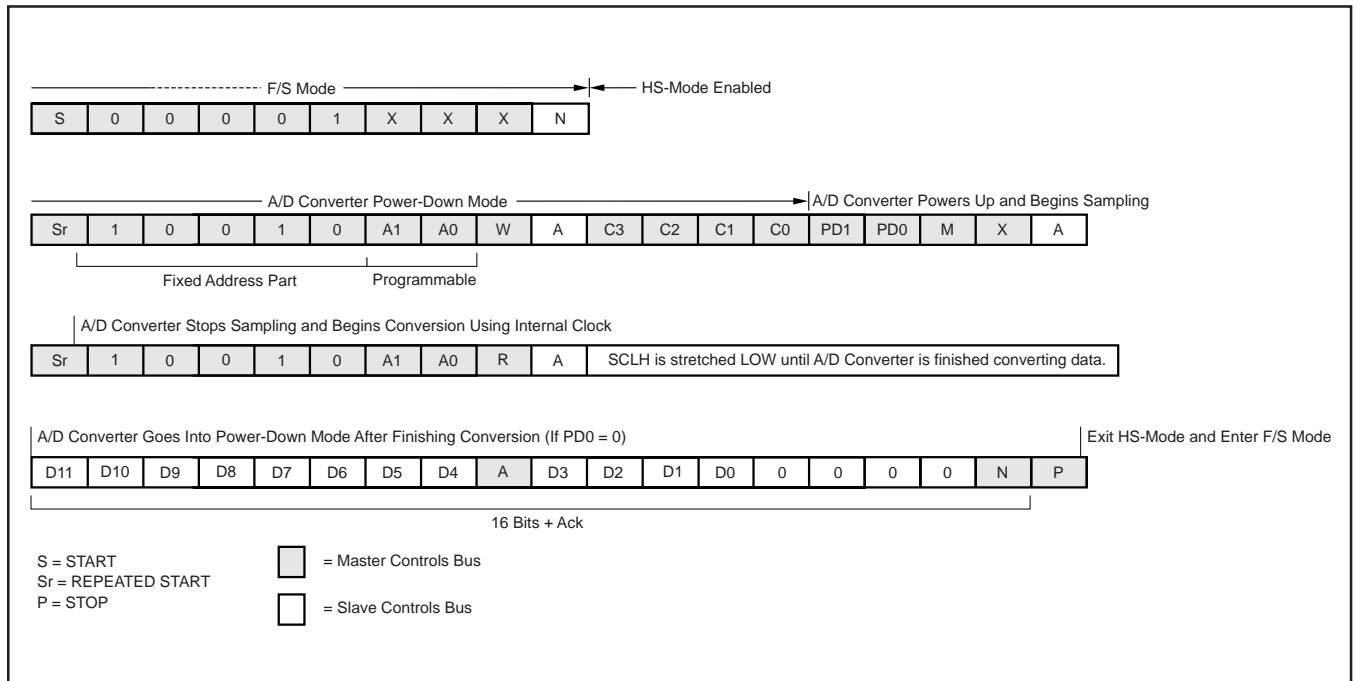 F/S Mode HS-Mode Enabled
S 0 0 0 0 1 X X X N
A/D Converter Power-Down Mode A/D Converter Powers Up and Begins Sampling
Sr 1 0 0 1 0 A1 A0 W A C3 C2 C1 C0 PD1 PD0 M X A
Fixed Address Part Programmable
A/D Converter Stops Sampling and Begins Conversion Using Internal Clock
Sr 1 0 0 1 0 A1 A0 R A SCLH is stretched LOW until A/D Converter is finished converting data.
A/D Converter Goes Into Power-Down Mode After Finishing Conversion (If PD0 = 0) Exit HS-Mode and Enter F/S Mode
D11 D10 D9 D8 D7 D6 D5 D4 A D3 D2 D1 D0 0 0 0 0 N P
16 Bits + Ack
S = START = Master Controls Bus
Sr = REPEATED START
P = STOP = Slave Controls Bus